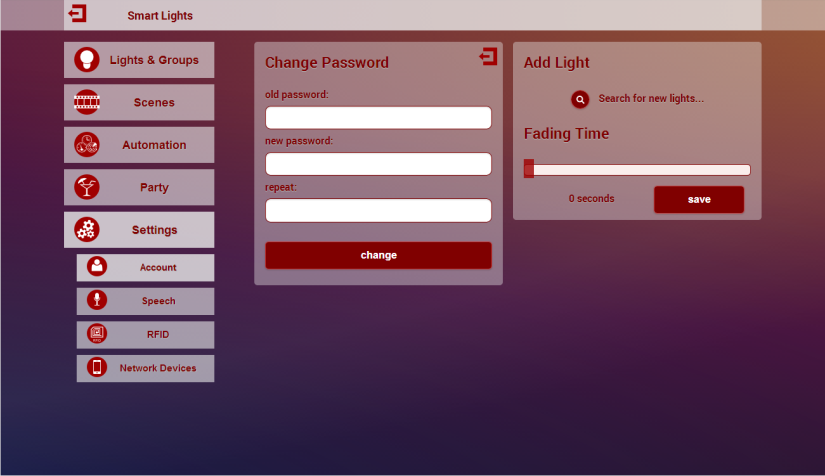 Smart Lights
Lights & Groups
Scenes
Automation
Party
Settings
Account
Speech
RFID
Network Devices
Change Password
old password:
new password:
repeat:
change
Add Light
Search for new lights...
Fading Time
0 seconds
save